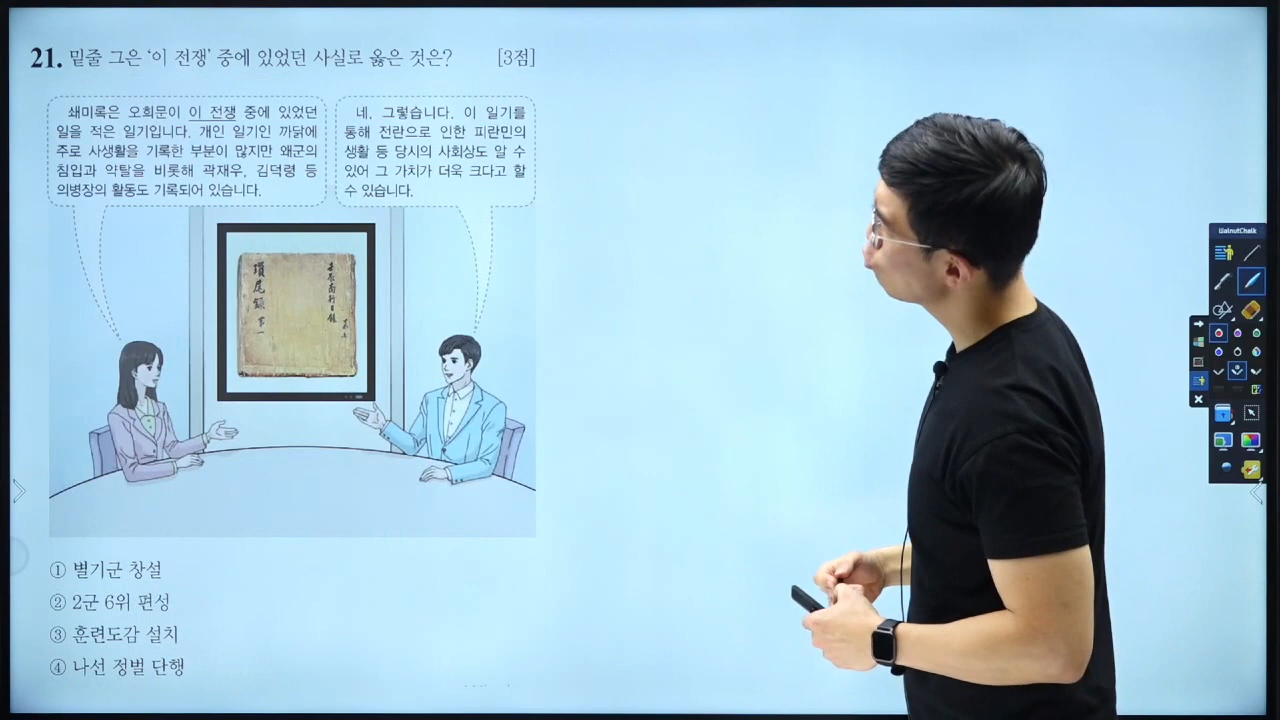 21. 밑줄 그은 '이 전쟁' 중에 있었던 사실로 옳은 것은? [3점]
쇄미록은 오희문이 이 전쟁 중에 있었던
일을 적은 일기입니다. 개인 일기인 까닭에
주로 사생활을 기록한 부분이 많지만 왜군의
침입과 약탈을 비롯해 곽재우, 김덕령 등
의병장의 활동도 기록되어 있습니다.
네, 그렇습니다. 이 일기를
통해 전란으로 인한 피란민의
생활 등 당시의 사회상도 알 수
있어 그 가치가 더욱 크다고 할
수 있습니다.
瑣尾錄 第一
① 별기군 창설
② 2군 6위 편성
③ 훈련도감 설치
④ 나선 정벌 단행
WalnutChalk